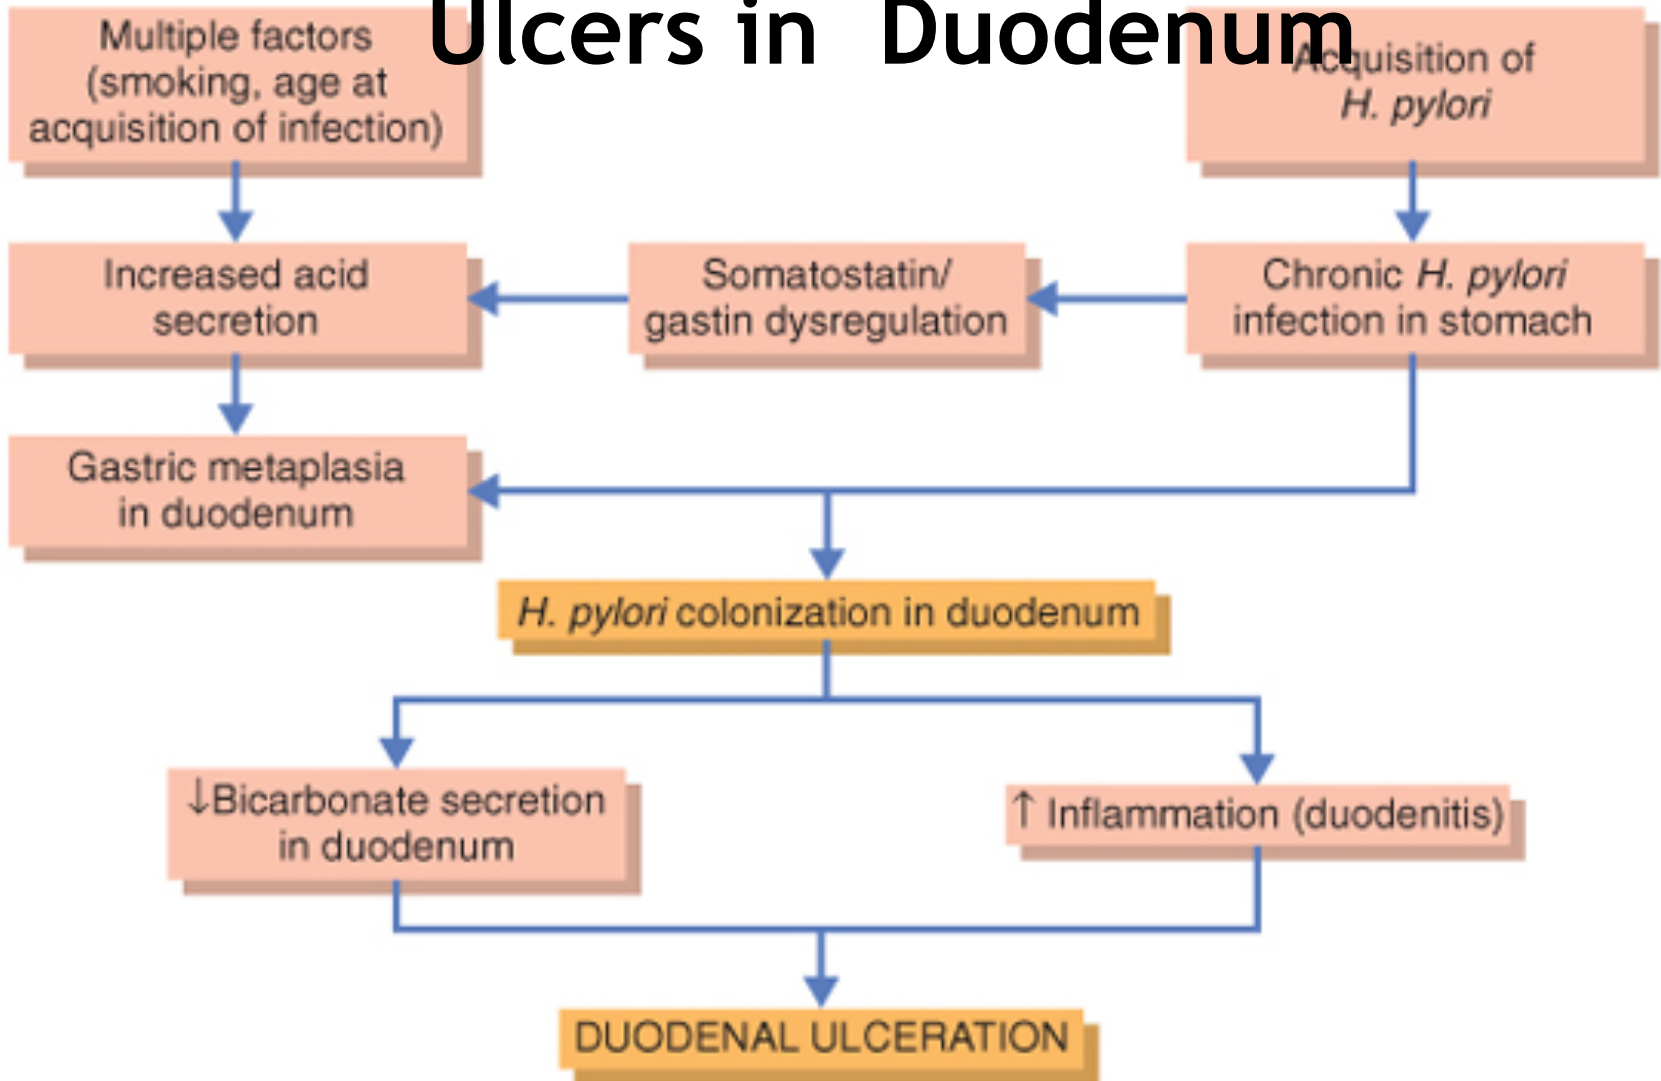 Ulcers in Duodenum
Multiple factors
(smoking, age at
acquisition of infection)
Acquisition of
H. pylori
Increased acid
secretion
Somatostatin/
gastin dysregulation
Chronic H. pylori
infection in stomach
Gastric metaplasia
in duodenum
H. pylori colonization in duodenum
↓Bicarbonate secretion
in duodenum
↑ Inflammation (duodenitis)
DUODENAL ULCERATION